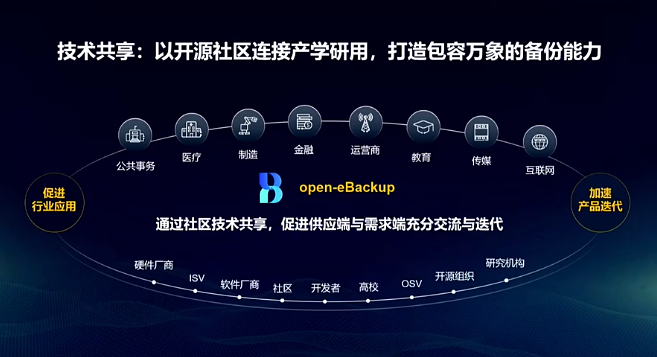 技术共享：以开源社区连接产学研用，打造包容万象的备份能力
公共事务
医疗
制造
金融
运营商
教育
传媒
互联网
促进
行业应用
open-eBackup
加速
产品迭代
通过社区技术共享，促进供应端与需求端充分交流与迭代
硬件厂商
ISV
软件厂商
社区
开发者
高校
OSV
开源组织
研究机构